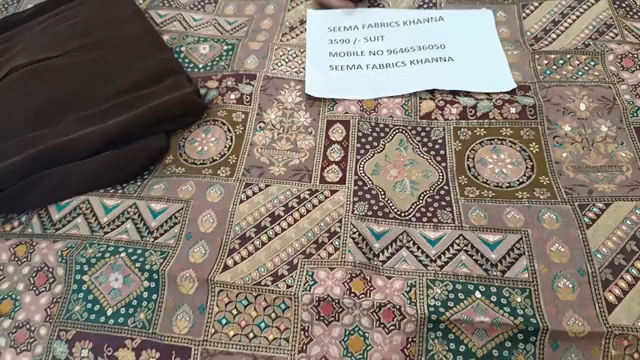 SEEMA FABRICS KHANNA
3590 /- SUIT
MOBILE NO 9646536050
SEEMA FABRICS KHANNA